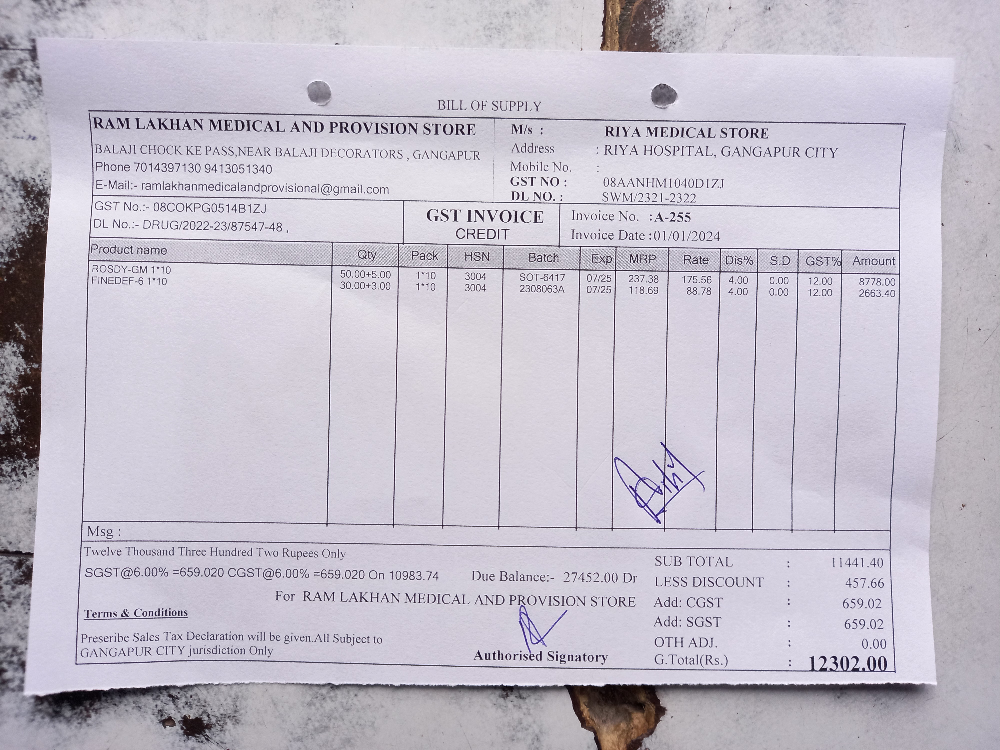 BILL OF SUPPLY
RAM LAKHAN MEDICAL AND PROVISION STORE
BALAJI CHOCK KE PASS,NEAR BALAJI DECORATORS , GANGAPUR
Phone 7014397130 9413051340
E-Mail:- ramlakhanmedicalandprovisional@gmail.com
GST No.:- 08COKPG0514B1ZJ
DL No.:- DRUG/2022-23/87547-48 ,
M/s : RIYA MEDICAL STORE
Address : RIYA HOSPITAL, GANGAPUR CITY
Mobile No. :
GST NO : 08AANHM1040D1ZJ
DL NO. : SWM/2321-2322
GST INVOICE
CREDIT
Invoice No. :A-255
Invoice Date :01/01/2024
Product name Qty Pack HSN Batch Exp MRP Rate Dis% S.D GST% Amount
ROSDY-GM 1*10 50.00+5.00 1*10 3004 SOT-6417 07/25 237.38 175.56 4.00 0.00 12.00 8778.00
FINEDEF-6 1*10 30.00+3.00 1*10 3004 2308063A 07/25 118.69 88.78 4.00 0.00 12.00 2663.40
Msg :
Twelve Thousand Three Hundred Two Rupees Only
SGST@6.00% =659.020 CGST@6.00% =659.020 On 10983.74
Due Balance:- 27452.00 Dr
For RAM LAKHAN MEDICAL AND PROVISION STORE
Terms & Conditions
Preseribe Sales Tax Declaration will be given.All Subject to
GANGAPUR CITY jurisdiction Only
Authorised Signatory
SUB TOTAL : 11441.40
LESS DISCOUNT : 457.66
Add: CGST : 659.02
Add: SGST : 659.02
OTH ADJ. : 0.00
G.Total(Rs.) : 12302.00